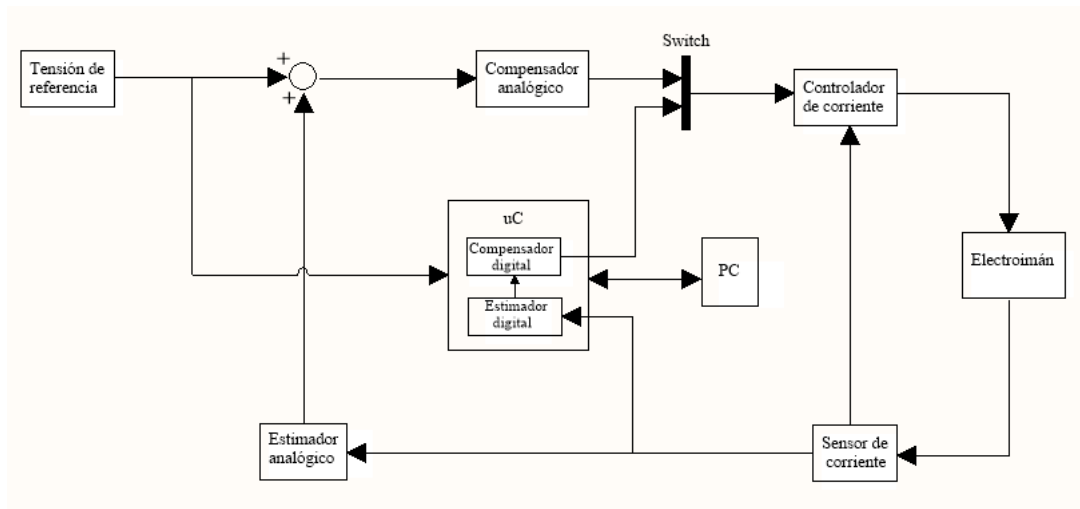 Switch
Tensión de
referencia
+
+
Compensador
analógico
Controlador
de corriente
uC
Compensador
digital
Estimador
digital
PC
Electroimán
Estimador
analógico
Sensor de
corriente